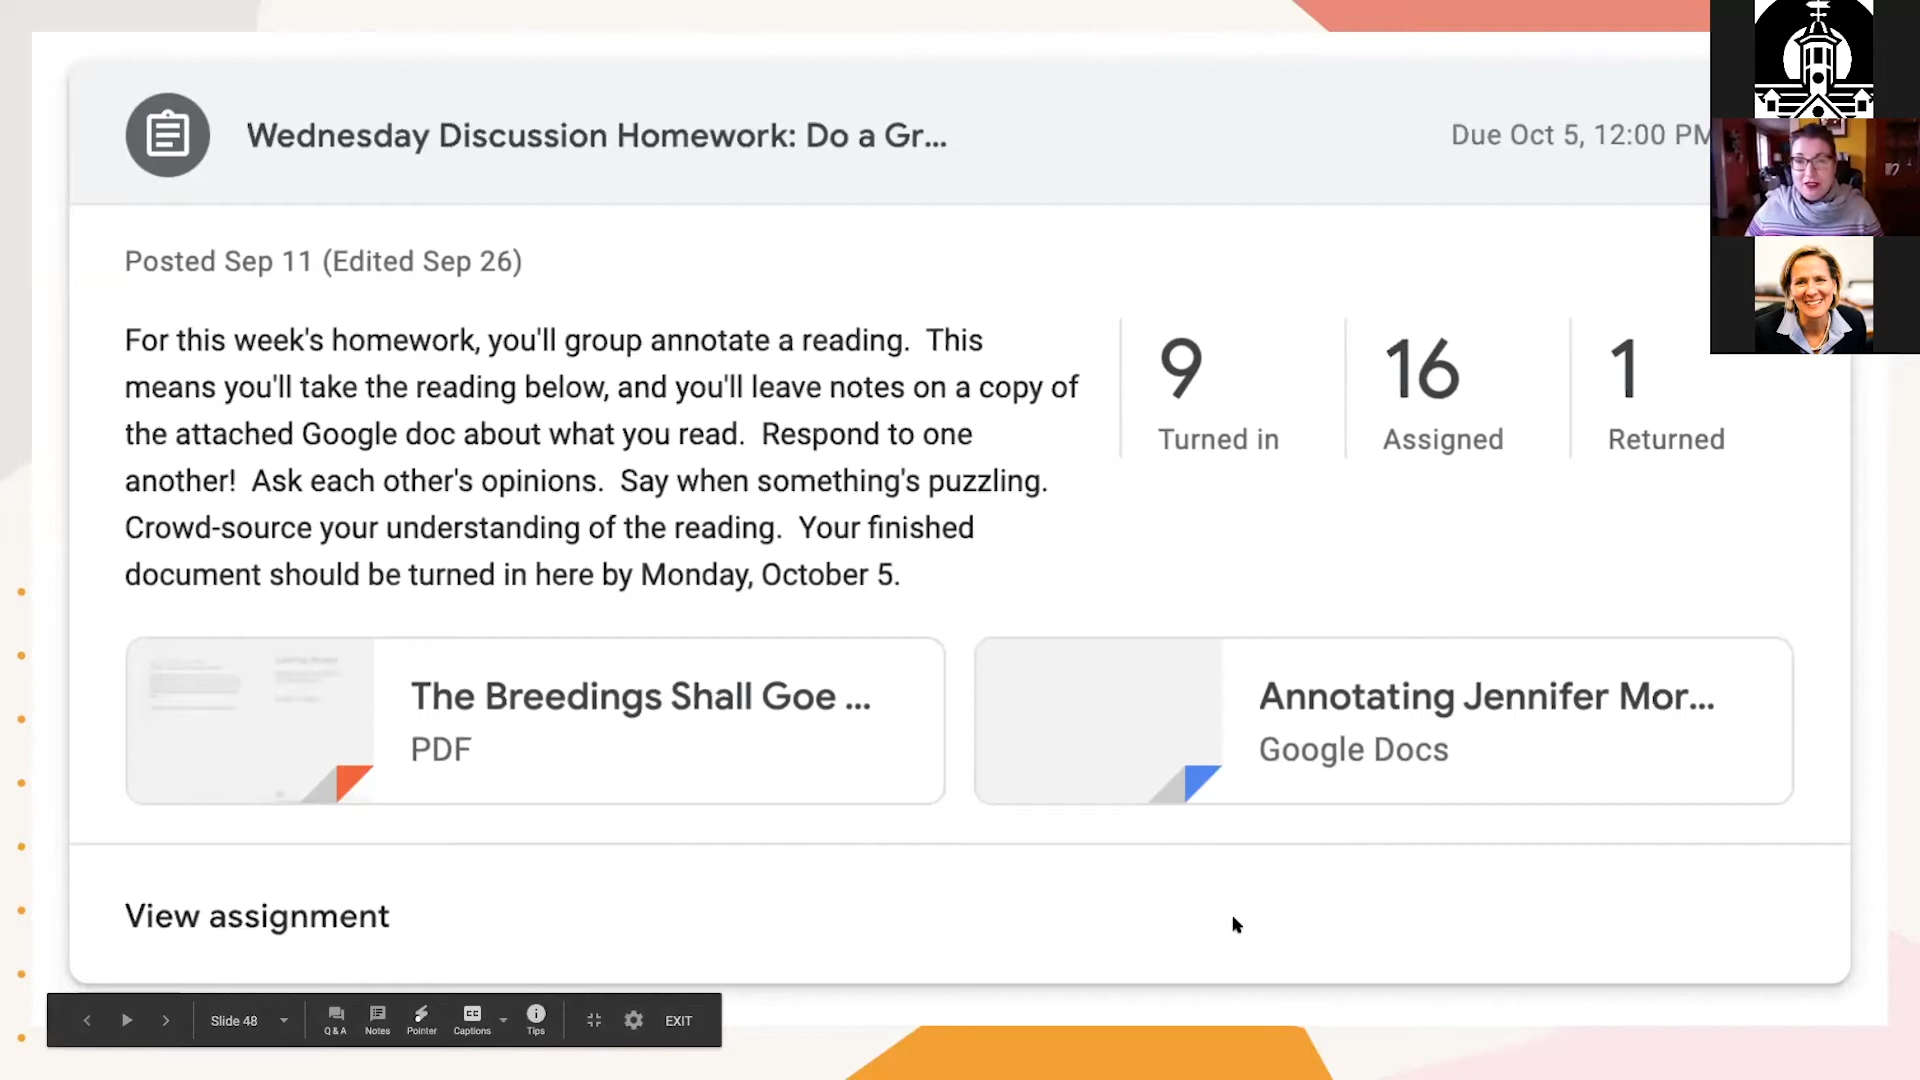 Wednesday Discussion Homework: Do a Gr...
Due Oct 5, 12:00 PM
Posted Sep 11 (Edited Sep 26)
For this week's homework, you'll group annotate a reading. This
means you'll take the reading below, and you'll leave notes on a copy of
the attached Google doc about what you read. Respond to one
another! Ask each other's opinions. Say when something's puzzling.
Crowd-source your understanding of the reading. Your finished
document should be turned in here by Monday, October 5.
9
Turned in
16
Assigned
1
Returned
The Breedings Shall Goe ...
PDF
Annotating Jennifer Mor...
Google Docs
View assignment
Slide 48
Q & A
Notes
Pointer
Captions
Tips
EXIT